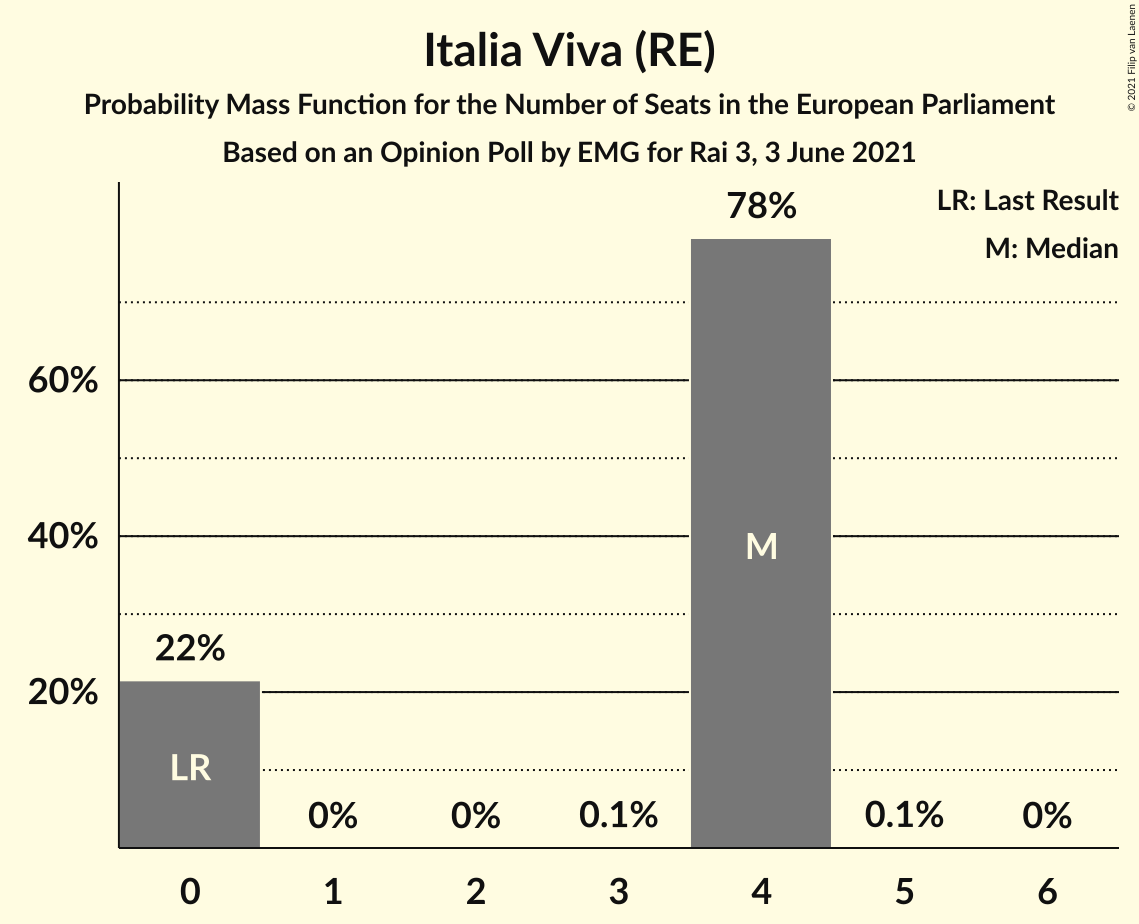 Italia Viva (RE)
Probability Mass Function for the Number of Seats in the European Parliament
Based on an Opinion Poll by EMG for Rai 3, 3 June 2021
© 2021 Filip van Laenen
LR: Last Result
M: Median
78%
60%
40%
M
22%
20%
LR
0%
0%
0.1%
0.1%
0%
0 1 2 3 4 5 6